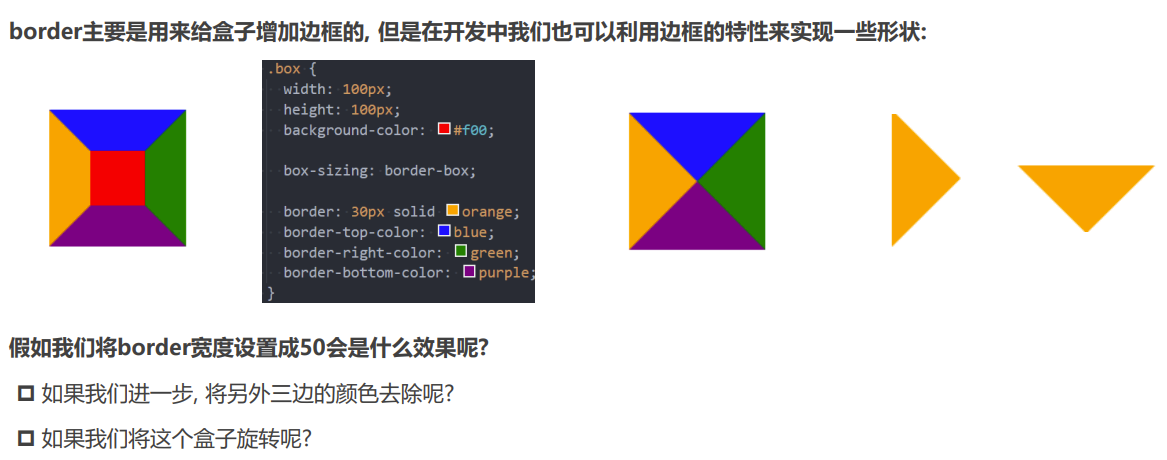 border主要是用来给盒子增加边框的, 但是在开发中我们也可以利用边框的特性来实现一些形状:
.box {
width: 100px;
height: 100px;
background-color: #f00;
box-sizing: border-box;
border: 30px solid orange;
border-top-color: blue;
border-right-color: green;
border-bottom-color: purple;
}
假如我们将border宽度设置成50会是什么效果呢?
如果我们进一步, 将另外三边的颜色去除呢?
如果我们将这个盒子旋转呢?